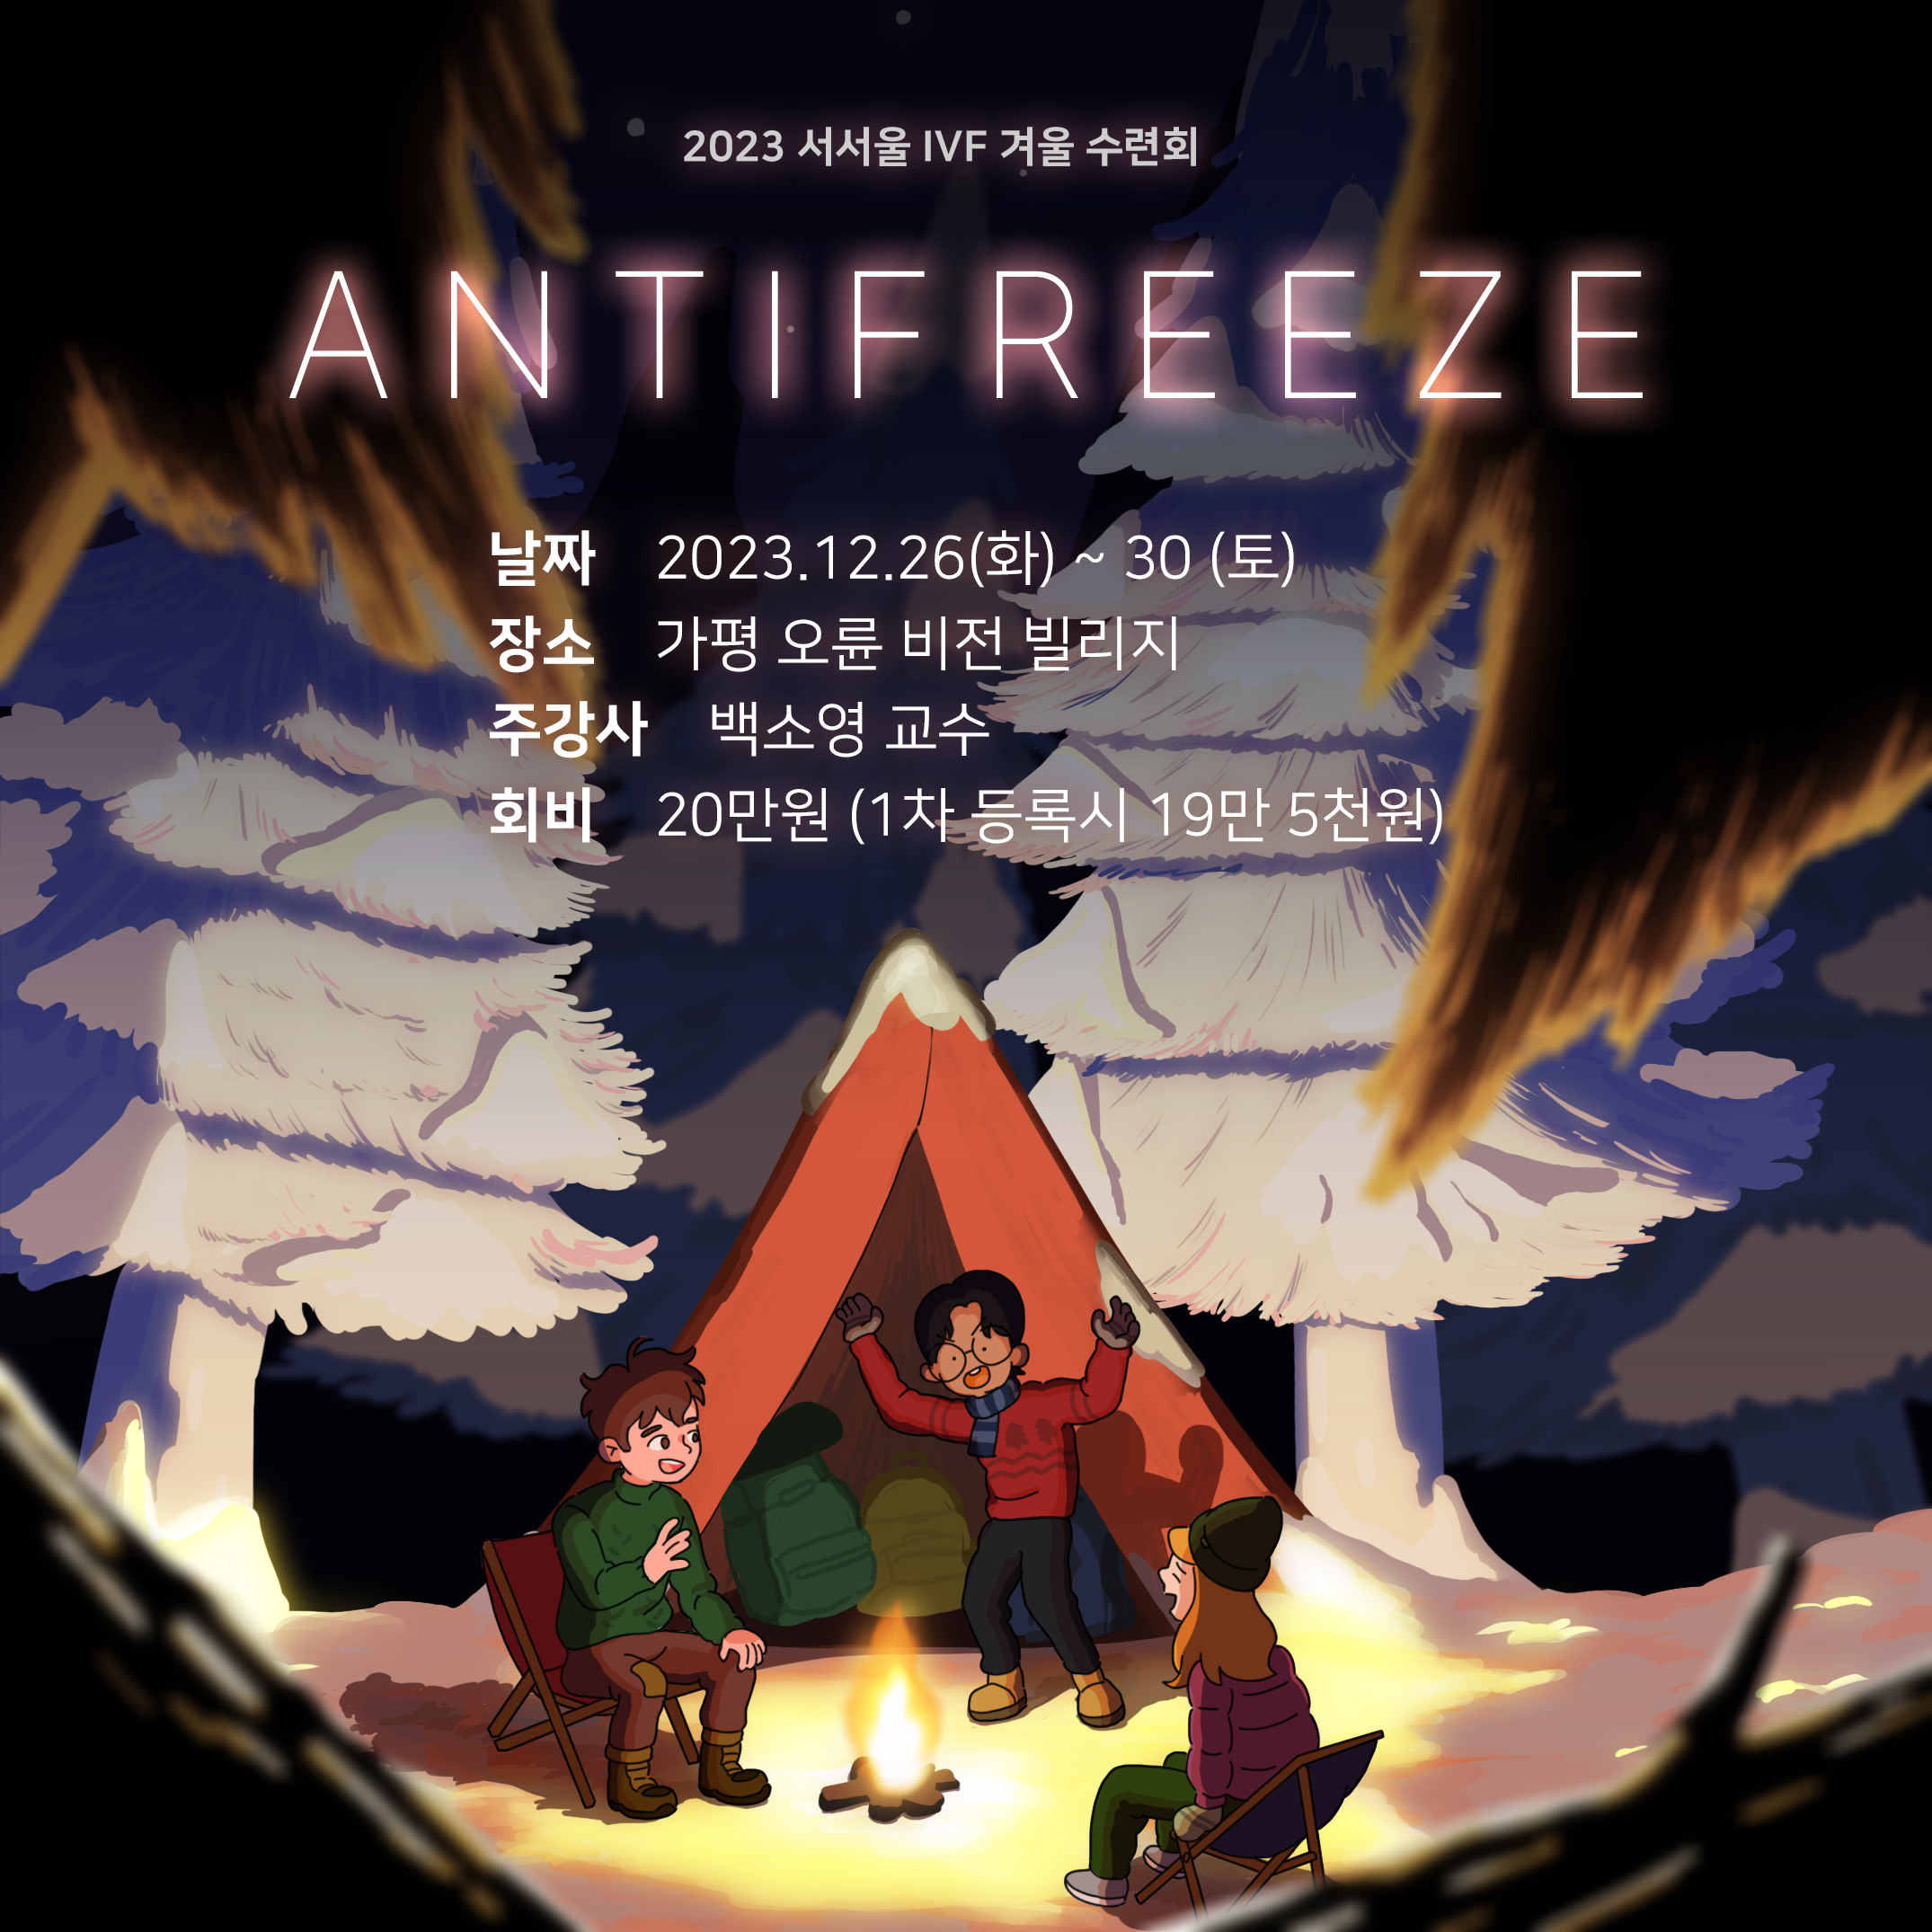 2023 서서울 IVF 겨울 수련회
ANTIFREEZE
날짜 2023.12.26(화) ~ 30 (토)
장소 가평 오륜 비전 빌리지
주강사 백소영 교수
회비 20만원 (1차 등록시 19만 5천원)